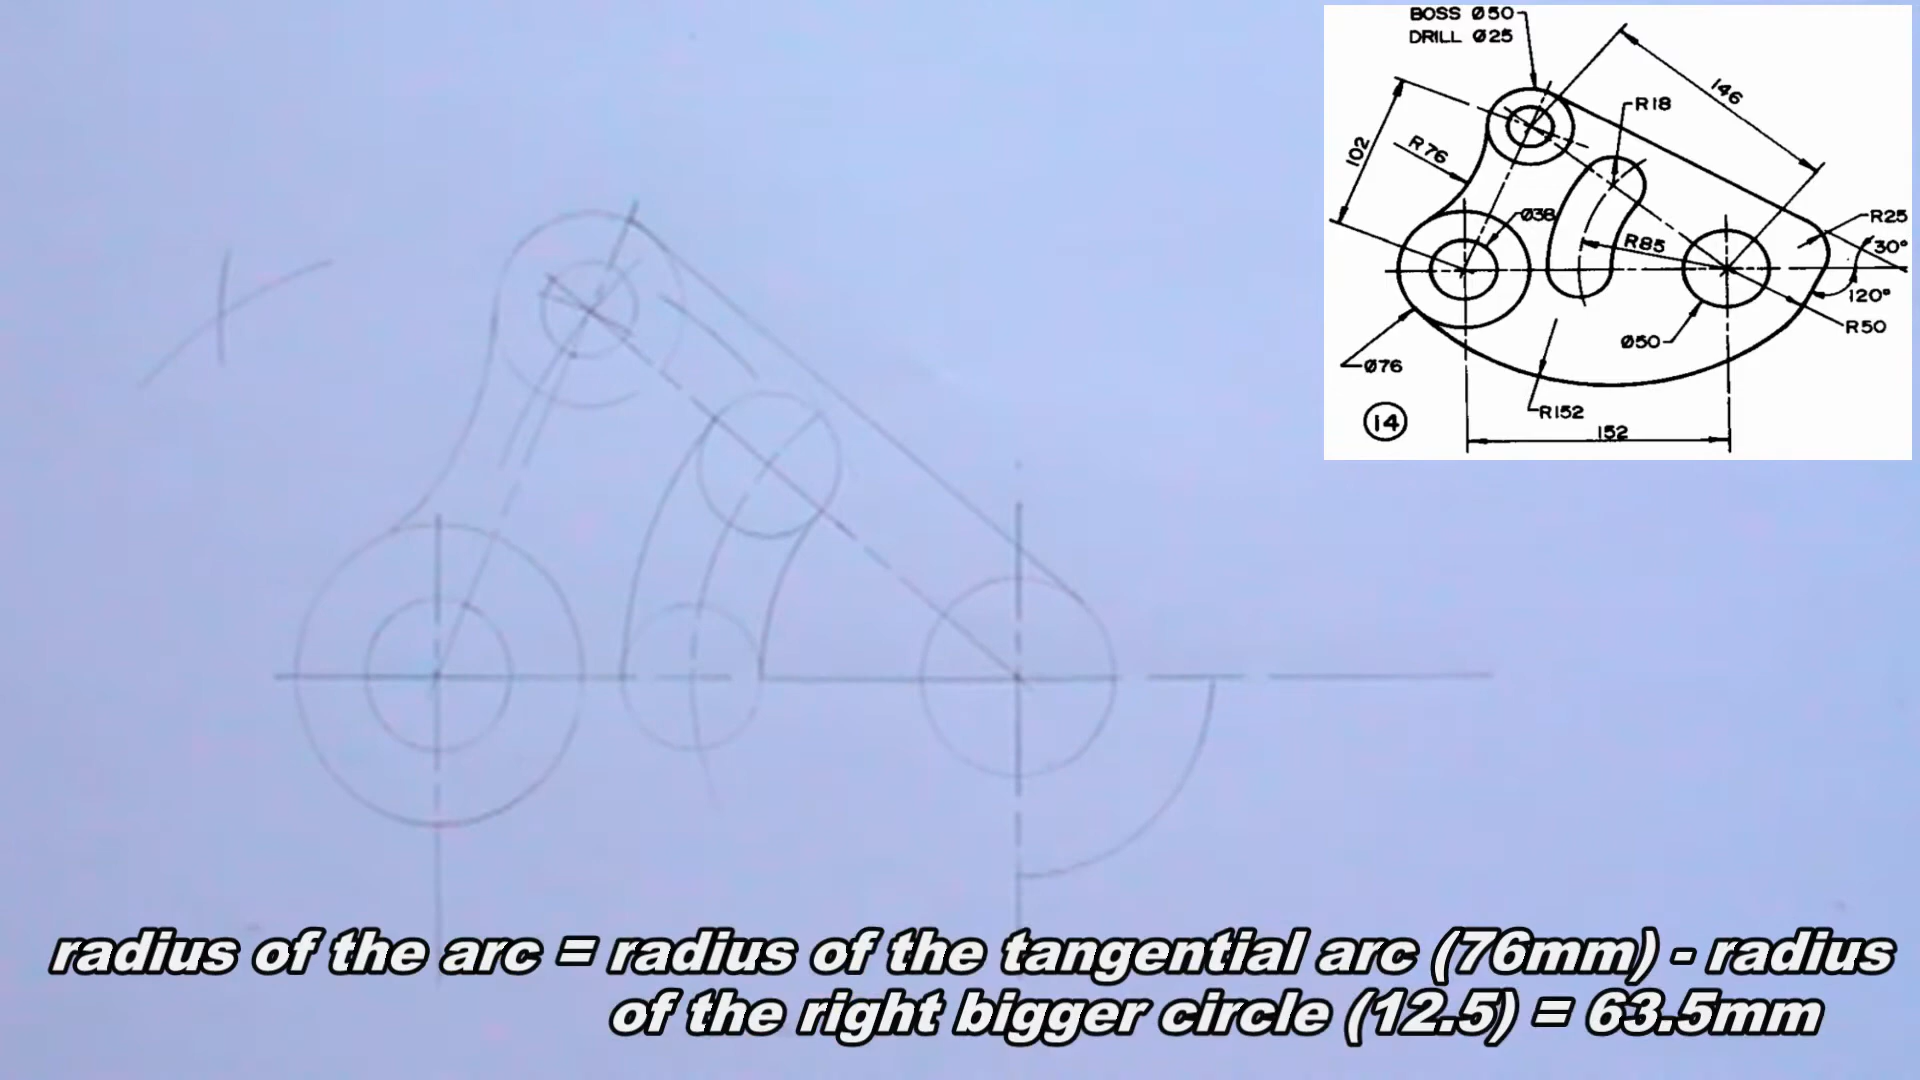 BOSS Ø50
DRILL Ø25
146
R18
102
R76
Ø38
R85
R25
30°
120°
R50
Ø50
Ø76
R152
14
152
radius of the arc = radius of the tangential arc (76mm) - radius
of the right bigger circle (12.5) = 63.5mm